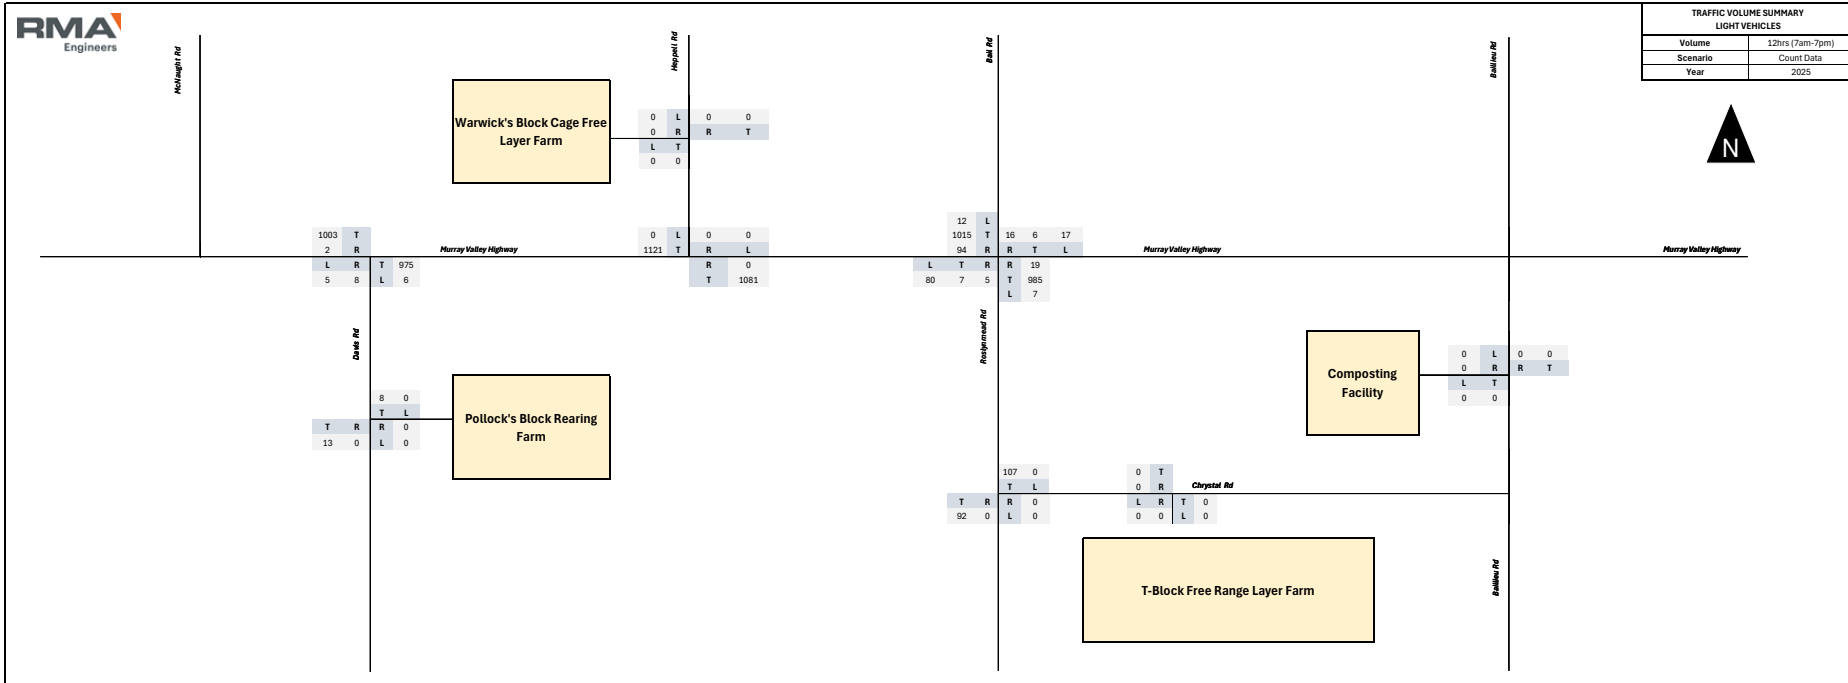 RMA
Engineers
TRAFFIC VOLUME SUMMARY
LIGHT VEHICLES
Volume 12hrs (7am-7pm)
Scenario Count Data
Year 2025
N
McNaught Rd
Heppell Rd
Ball Rd
Baillieu Rd
Warwick's Block Cage Free
Layer Farm
0 L 0 0
0 R R T
L T
0 0
1003 T
2 R
L R T 975
5 8 L 6
Murray Valley Highway
0 L 0 0
1121 T R L
R 0
T 1081
12 L
1015 T 16 6 17
94 R R T L
L T R R 19
80 7 5 T 985
L 7
Murray Valley Highway
Murray Valley Highway
Davis Rd
Roslynmead Rd
8 0
T L
T R R 0
13 0 L 0
Pollock's Block Rearing
Farm
Composting
Facility
0 L 0 0
0 R R T
L T
0 0
107 0
T L
T R R 0
92 0 L 0
0 T
0 R
L R T 0
0 0 L 0
Chrystal Rd
T-Block Free Range Layer Farm
Baillieu Rd